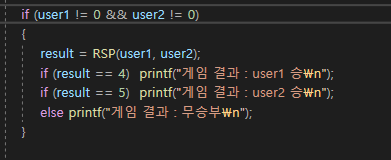 if (user1 != 0 && user2 != 0)
{
result = RSP(user1, user2);
if (result == 4) printf("게임 결과 : user1 승₩n");
if (result == 5) printf("게임 결과 : user2 승₩n");
else printf("게임 결과 : 무승부₩n");
}